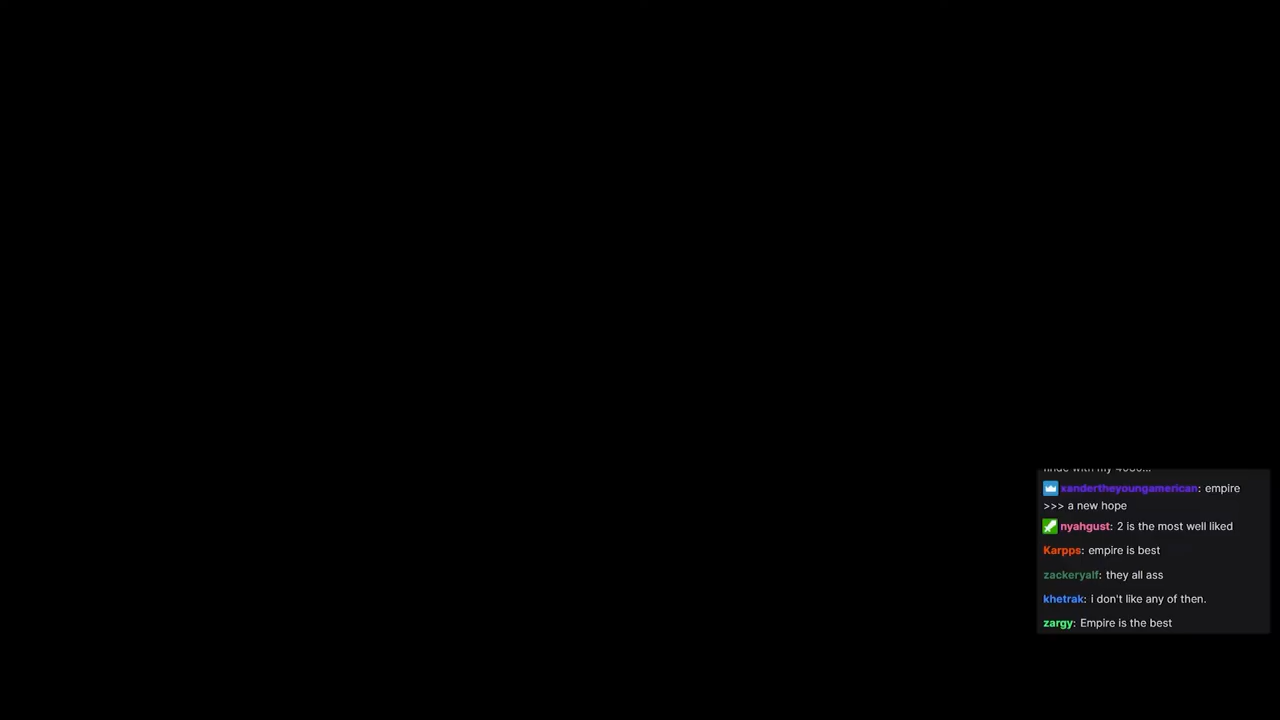 xandertheyoungamerican: empire
>>> a new hope
nyahgust: 2 is the most well liked
Karpps: empire is best
zackeryalf: they all ass
khetrak: i don't like any of then.
zargy: Empire is the best